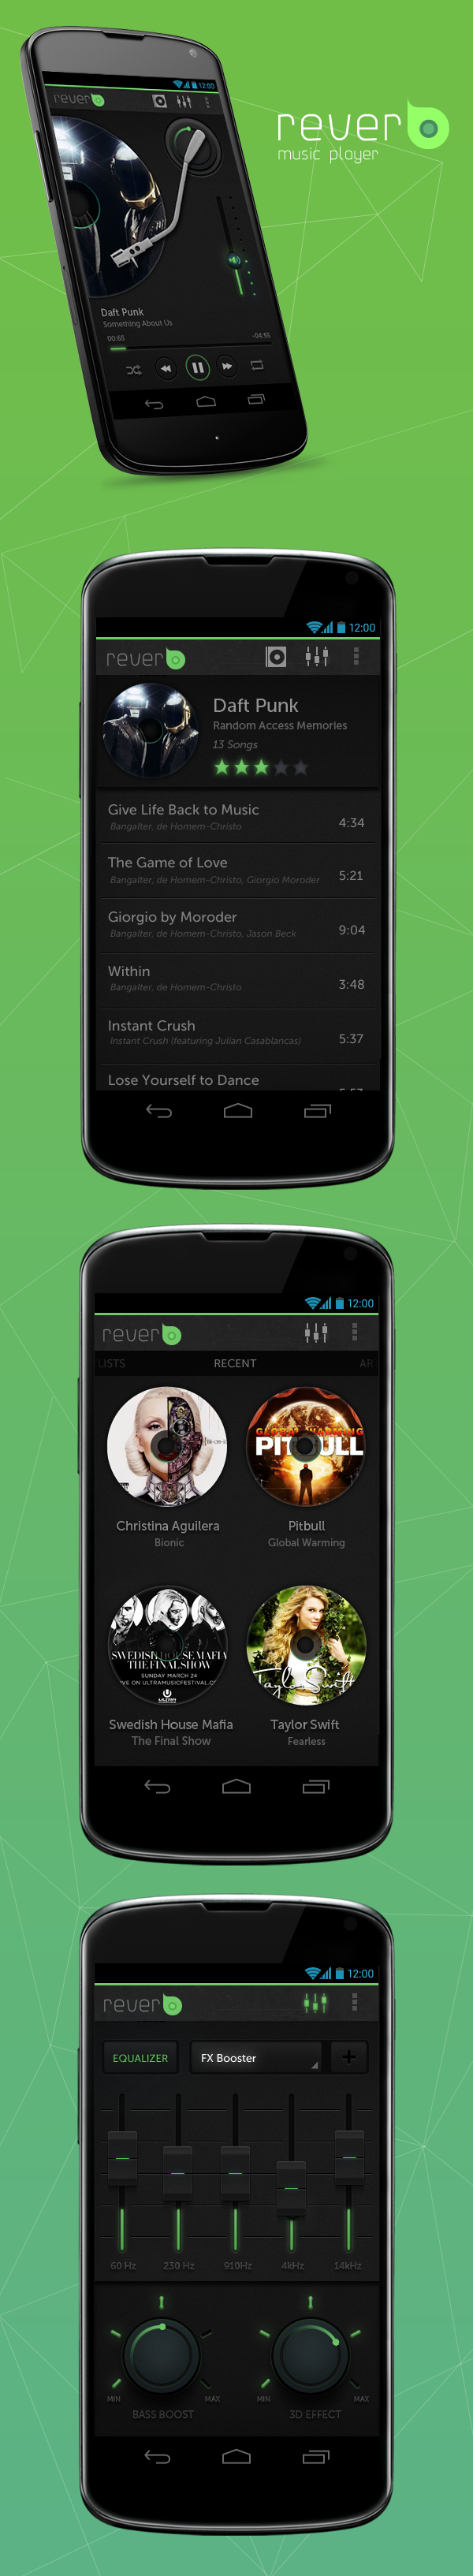 12:00
reverb
reverb
music player
Daft Punk
Something About Us
00:65
-04:55
12:00
reverb
Daft Punk
Random Access Memories
13 Songs
Give Life Back to Music
4:34
Bangalter, de Homem-Christo
The Game of Love
5:21
Bangalter, de Homem-Christo, Giorgio Moroder
Giorgio by Moroder
9:04
Bangalter, de Homem-Christo, Jason Beck
Within
3:48
Bangalter, de Homem-Christo
Instant Crush
5:37
Instant Crush (featuring Julian Casablancas)
Lose Yourself to Dance
12:00
reverb
LISTS
RECENT
AR
GLOBAL WARMING
PITBULL
Christina Aguilera
Bionic
Pitbull
Global Warming
SWEDISH HOUSE MAFIA
THE FINAL SHOW
SUNDAY MARCH 24
VE ON ULTRAMUSICFESTIVAL.C
ULTRA
Taylor Swift
Swedish House Mafia
The Final Show
Taylor Swift
Fearless
12:00
reverb
EQUALIZER
FX Booster
+
60 Hz
230 Hz
910Hz
4kHz
14kHz
MIN
MAX
MIN
MAX
BASS BOOST
3D EFFECT